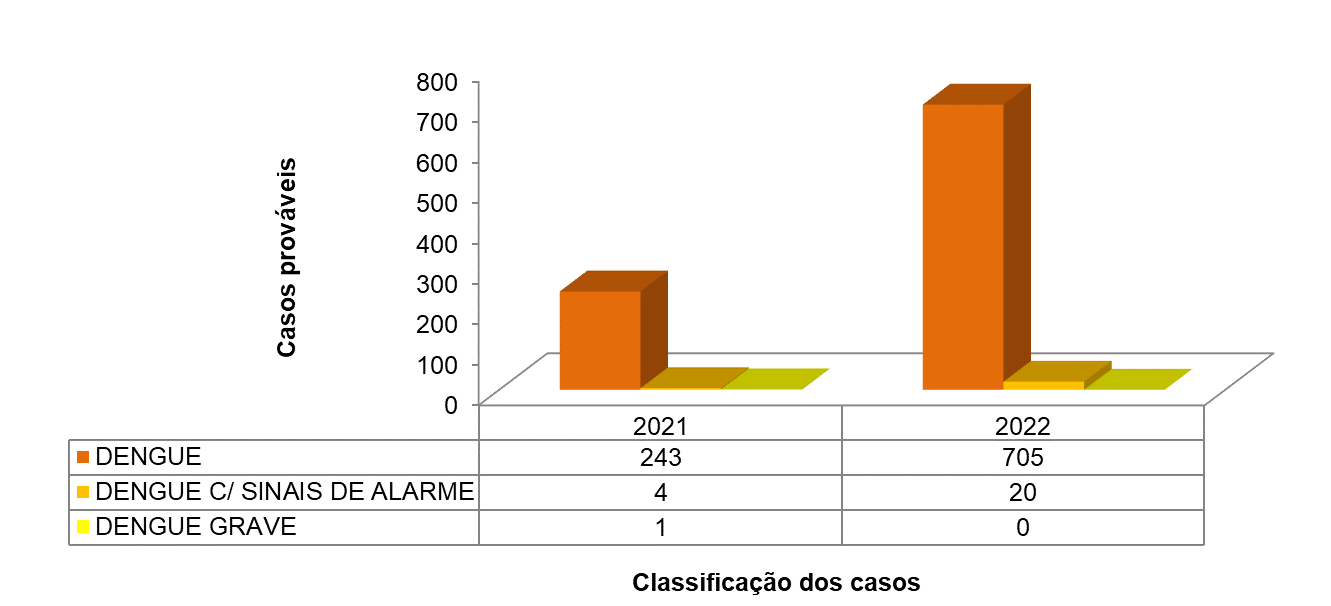 Casos prováveis
800
700
600
500
400
300
200
100
0
2021 2022
DENGUE 243 705
DENGUE C/ SINAIS DE ALARME 4 20
DENGUE GRAVE 1 0
Classificação dos casos